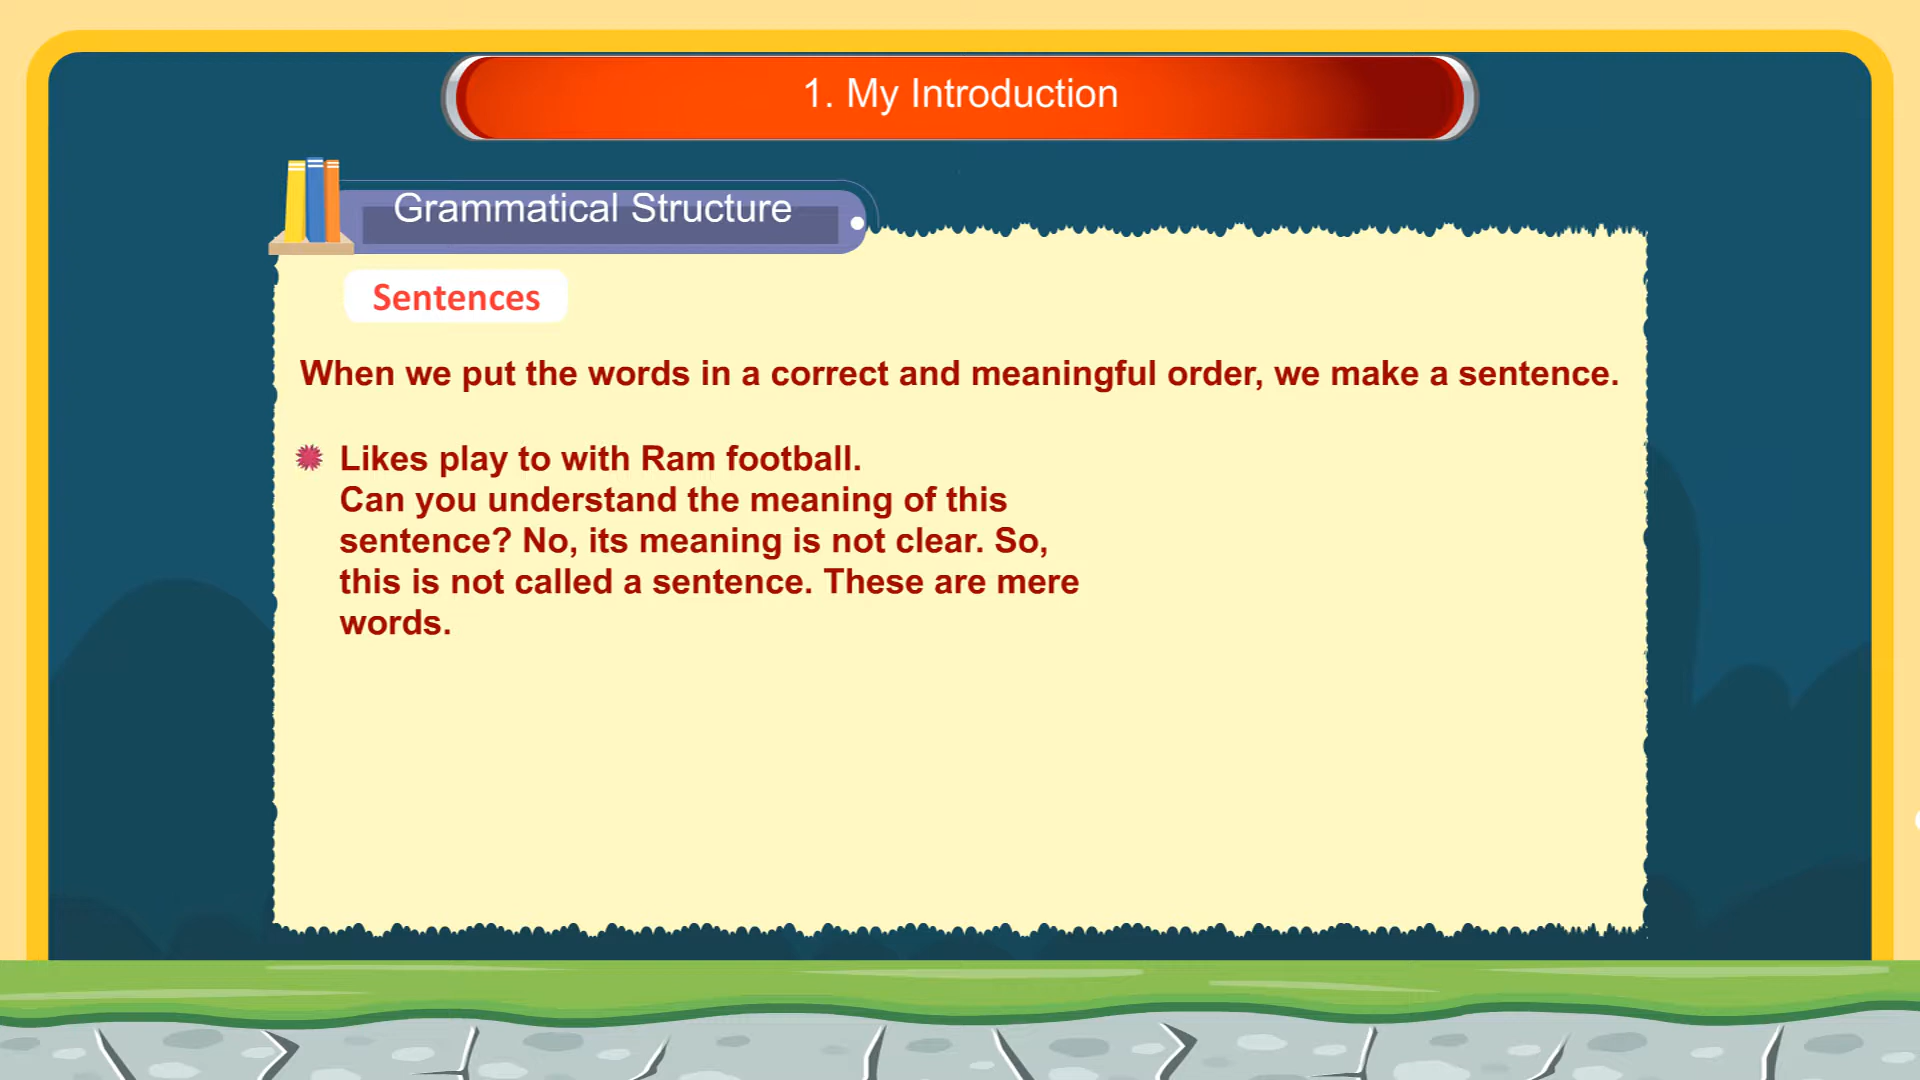 1. My Introduction
Grammatical Structure
Sentences
When we put the words in a correct and meaningful order, we make a sentence.
Likes play to with Ram football.
Can you understand the meaning of this
sentence? No, its meaning is not clear. So,
this is not called a sentence. These are mere
words.